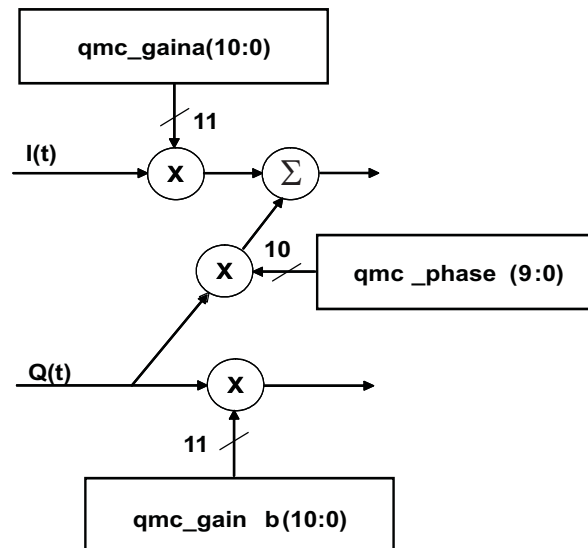 qmc_gaina(10:0)
11
I(t)
X
Σ
10
X
qmc _phase (9:0)
Q(t)
X
11
qmc_gain b(10:0)